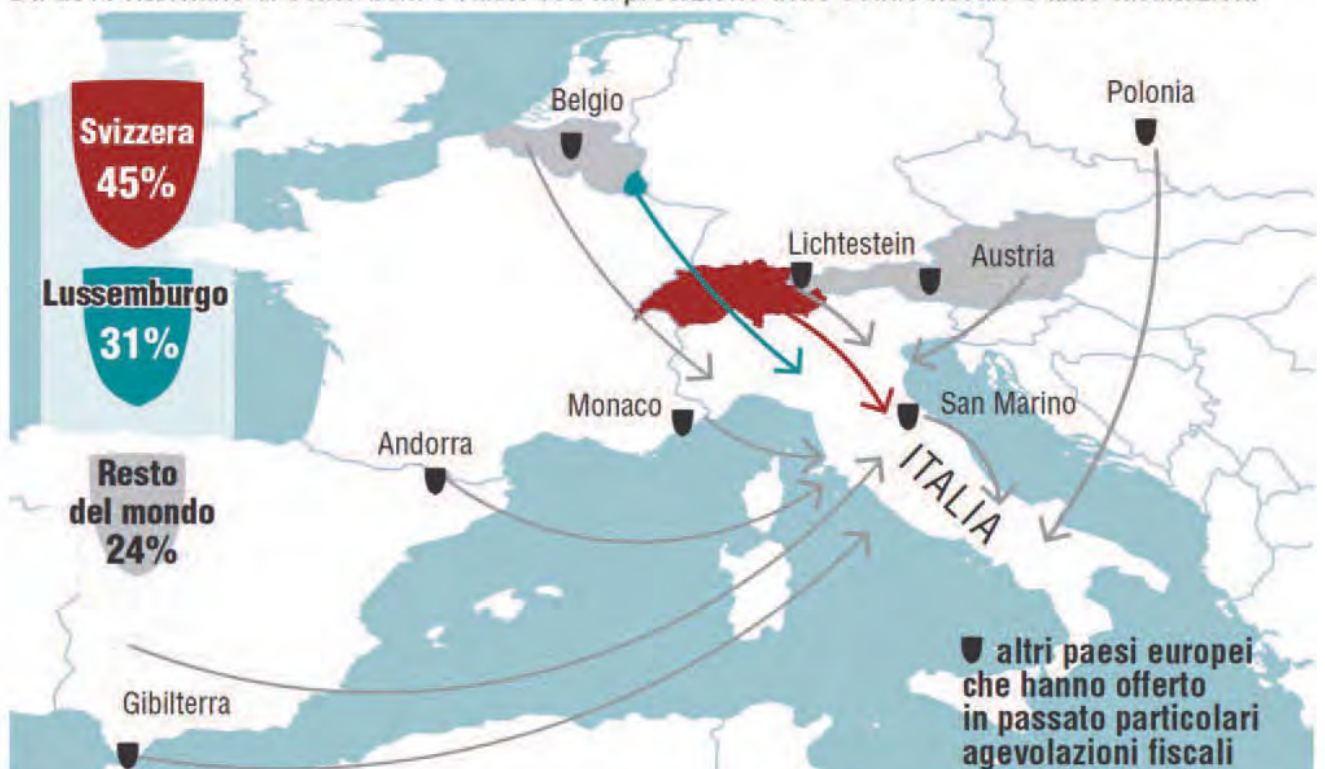 Belgio
Polonia
Svizzera
45%
Lichtestein
Austria
Lussemburgo
31%
Monaco
San Marino
Andorra
ITALIA
Resto
del mondo
24%
altri paesi europei
che hanno offerto
in passato particolari
agevolazioni fiscali
Gibilterra